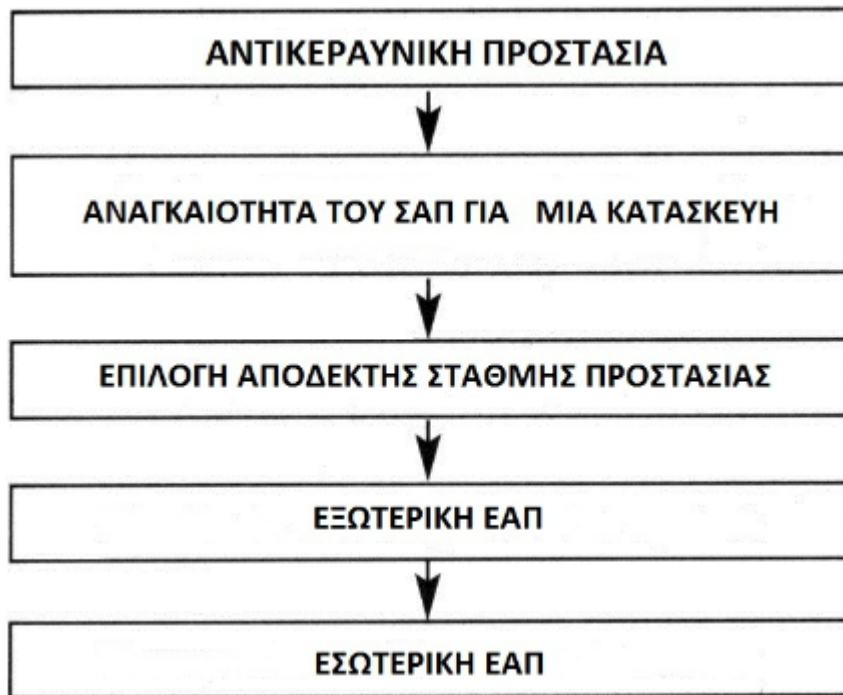 ΑΝΤΙΚΕΡΑΥΝΙΚΗ ΠΡΟΣΤΑΣΙΑ
ΑΝΑΓΚΑΙΟΤΗΤΑ ΤΟΥ ΣΑΠ ΓΙΑ ΜΙΑ ΚΑΤΑΣΚΕΥΗ
ΕΠΙΛΟΓΗ ΑΠΟΔΕΚΤΗΣ ΣΤΑΘΜΗΣ ΠΡΟΣΤΑΣΙΑΣ
ΕΞΩΤΕΡΙΚΗ ΕΑΠ
ΕΣΩΤΕΡΙΚΗ ΕΑΠ